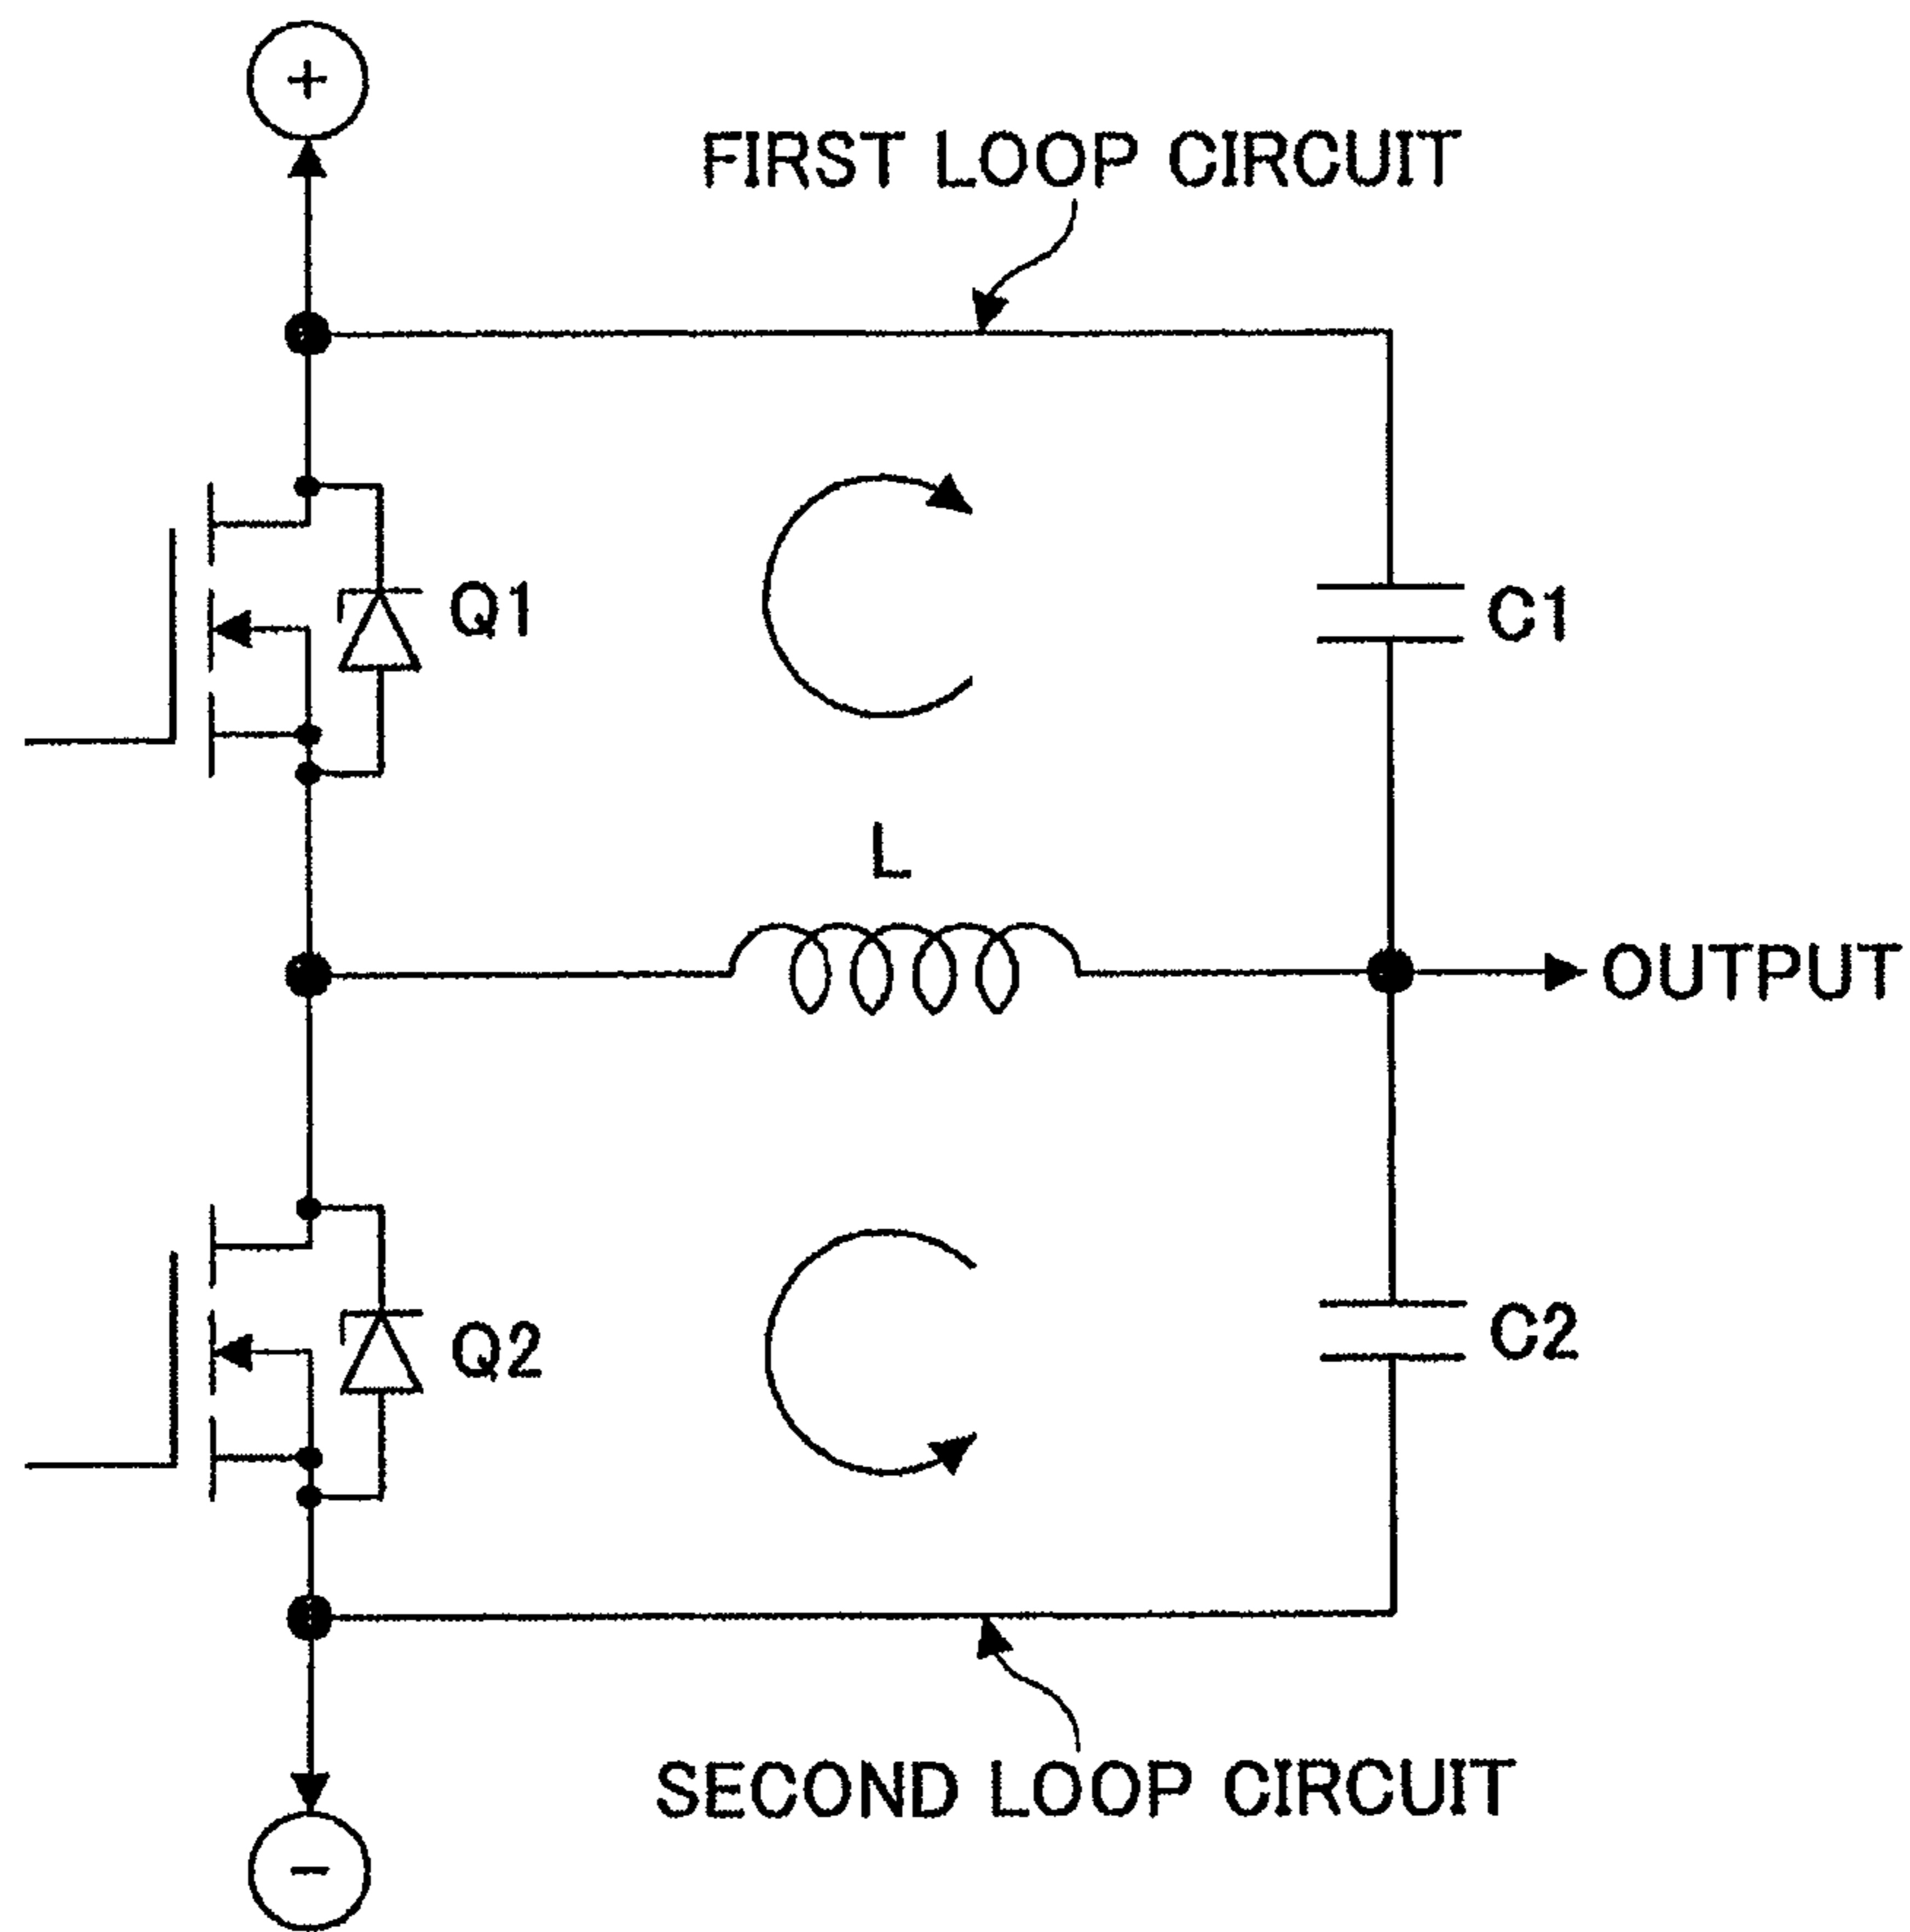 +
FIRST LOOP CIRCUIT
Q1
C1
L
OUTPUT
Q2
C2
SECOND LOOP CIRCUIT
-